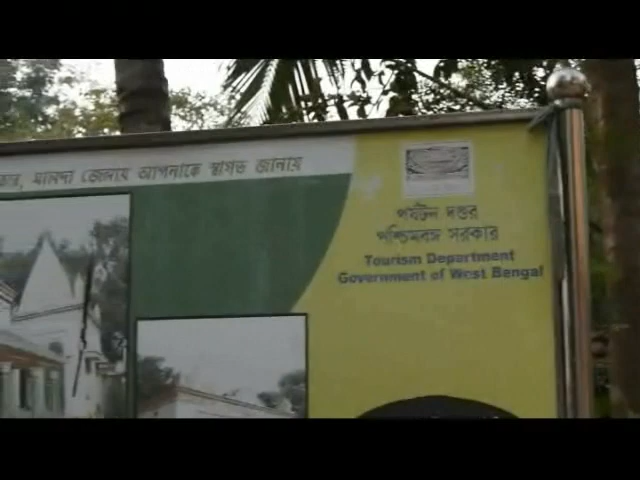 মালদা জেলায় আপনাকে স্বাগত জানায়
পর্যটন দপ্তর
পশ্চিমবঙ্গ সরকার
Tourism Department
Government of West Bengal